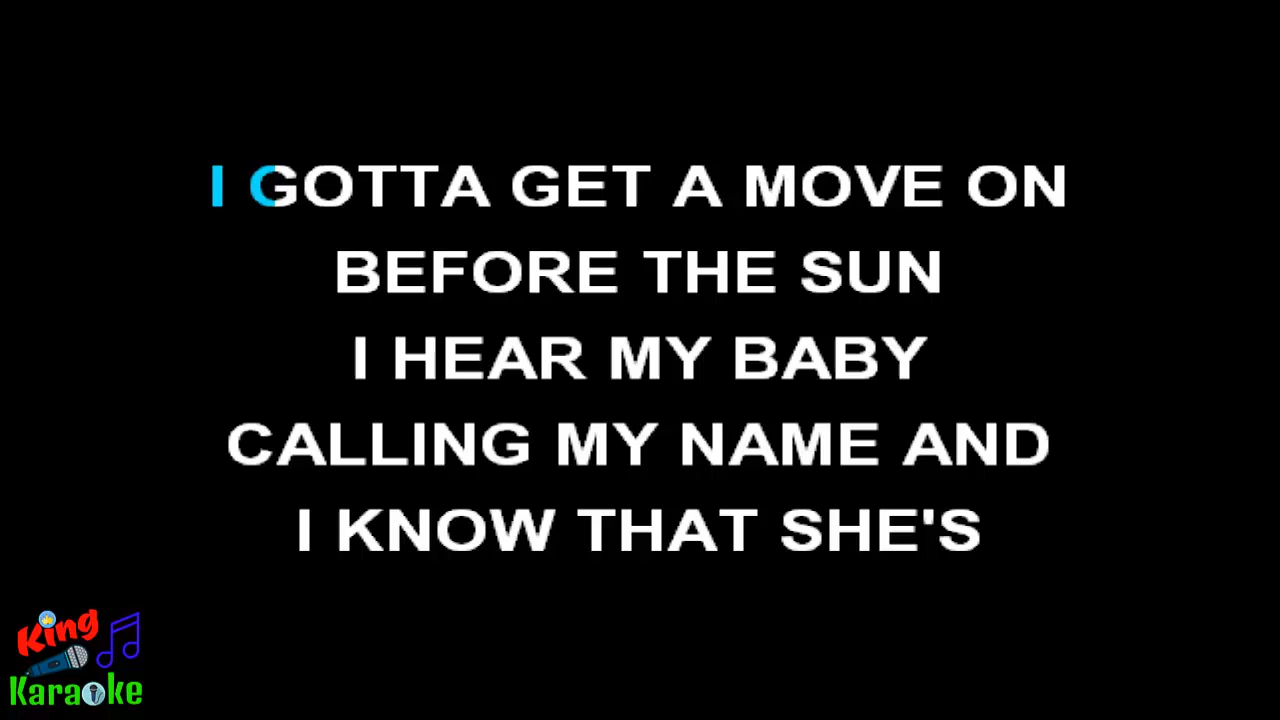 I GOTTA GET A MOVE ON
BEFORE THE SUN
I HEAR MY BABY
CALLING MY NAME AND
I KNOW THAT SHE'S
King
Karaoke